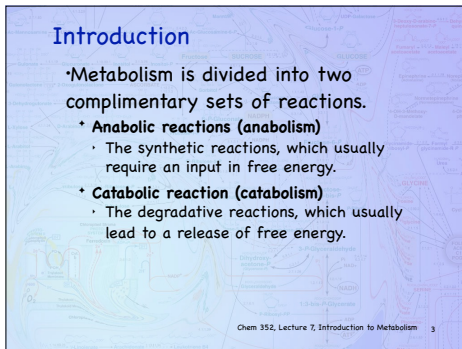 Introduction
•Metabolism is divided into two
complimentary sets of reactions.
✦ Anabolic reactions (anabolism)
‣ The synthetic reactions, which usually
require an input in free energy.
✦ Catabolic reaction (catabolism)
‣ The degradative reactions, which usually
lead to a release of free energy.
Chem 352, Lecture 7, Introduction to Metabolism 3